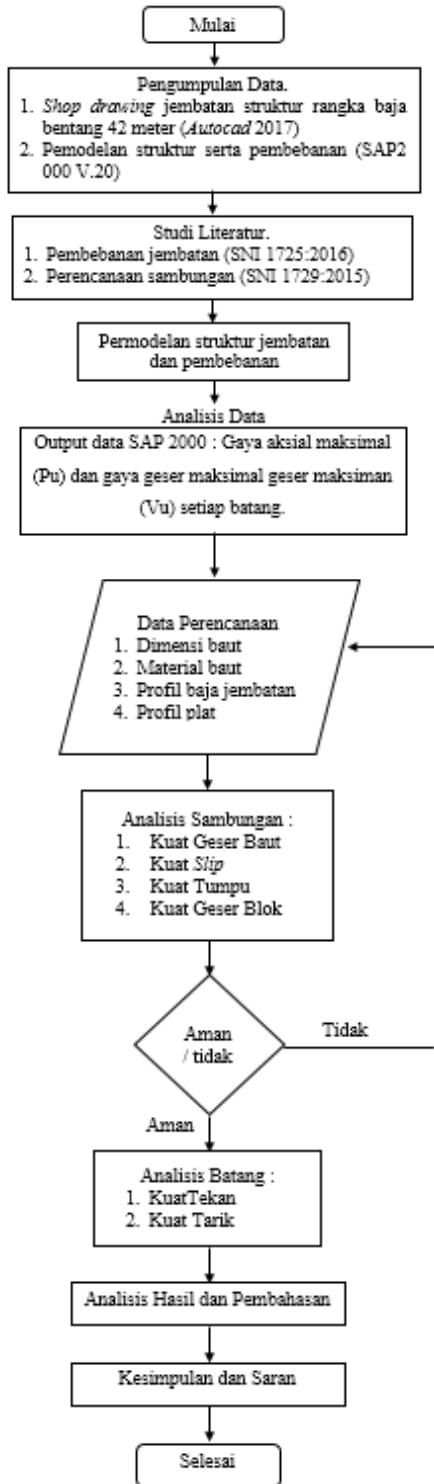 Mulai
Pengumpulan Data.
1. Shop drawing jembatan struktur rangka baja
bentang 42 meter (Autocad 2017)
2. Pemodelan struktur serta pembebanan (SAP2
000 V.20)
Studi Literatur.
1. Pembebanan jembatan (SNI 1725:2016)
2. Perencanaan sambungan (SNI 1729:2015)
Permodelan struktur jembatan
dan pembebanan
Analisis Data
Output data SAP 2000 : Gaya aksial maksimal
(Pu) dan gaya geser maksimal geser maksiman
(Vu) setiap batang.
Data Perencanaan
1. Dimensi baut
2. Material baut
3. Profil baja jembatan
4. Profil plat
Analisis Sambungan :
1. Kuat Geser Baut
2. Kuat Slip
3. Kuat Tumpu
4. Kuat Geser Blok
Aman
/ tidak
Tidak
Aman
Analisis Batang :
1. KuatTekan
2. Kuat Tarik
Analisis Hasil dan Pembahasan
Kesimpulan dan Saran
Selesai